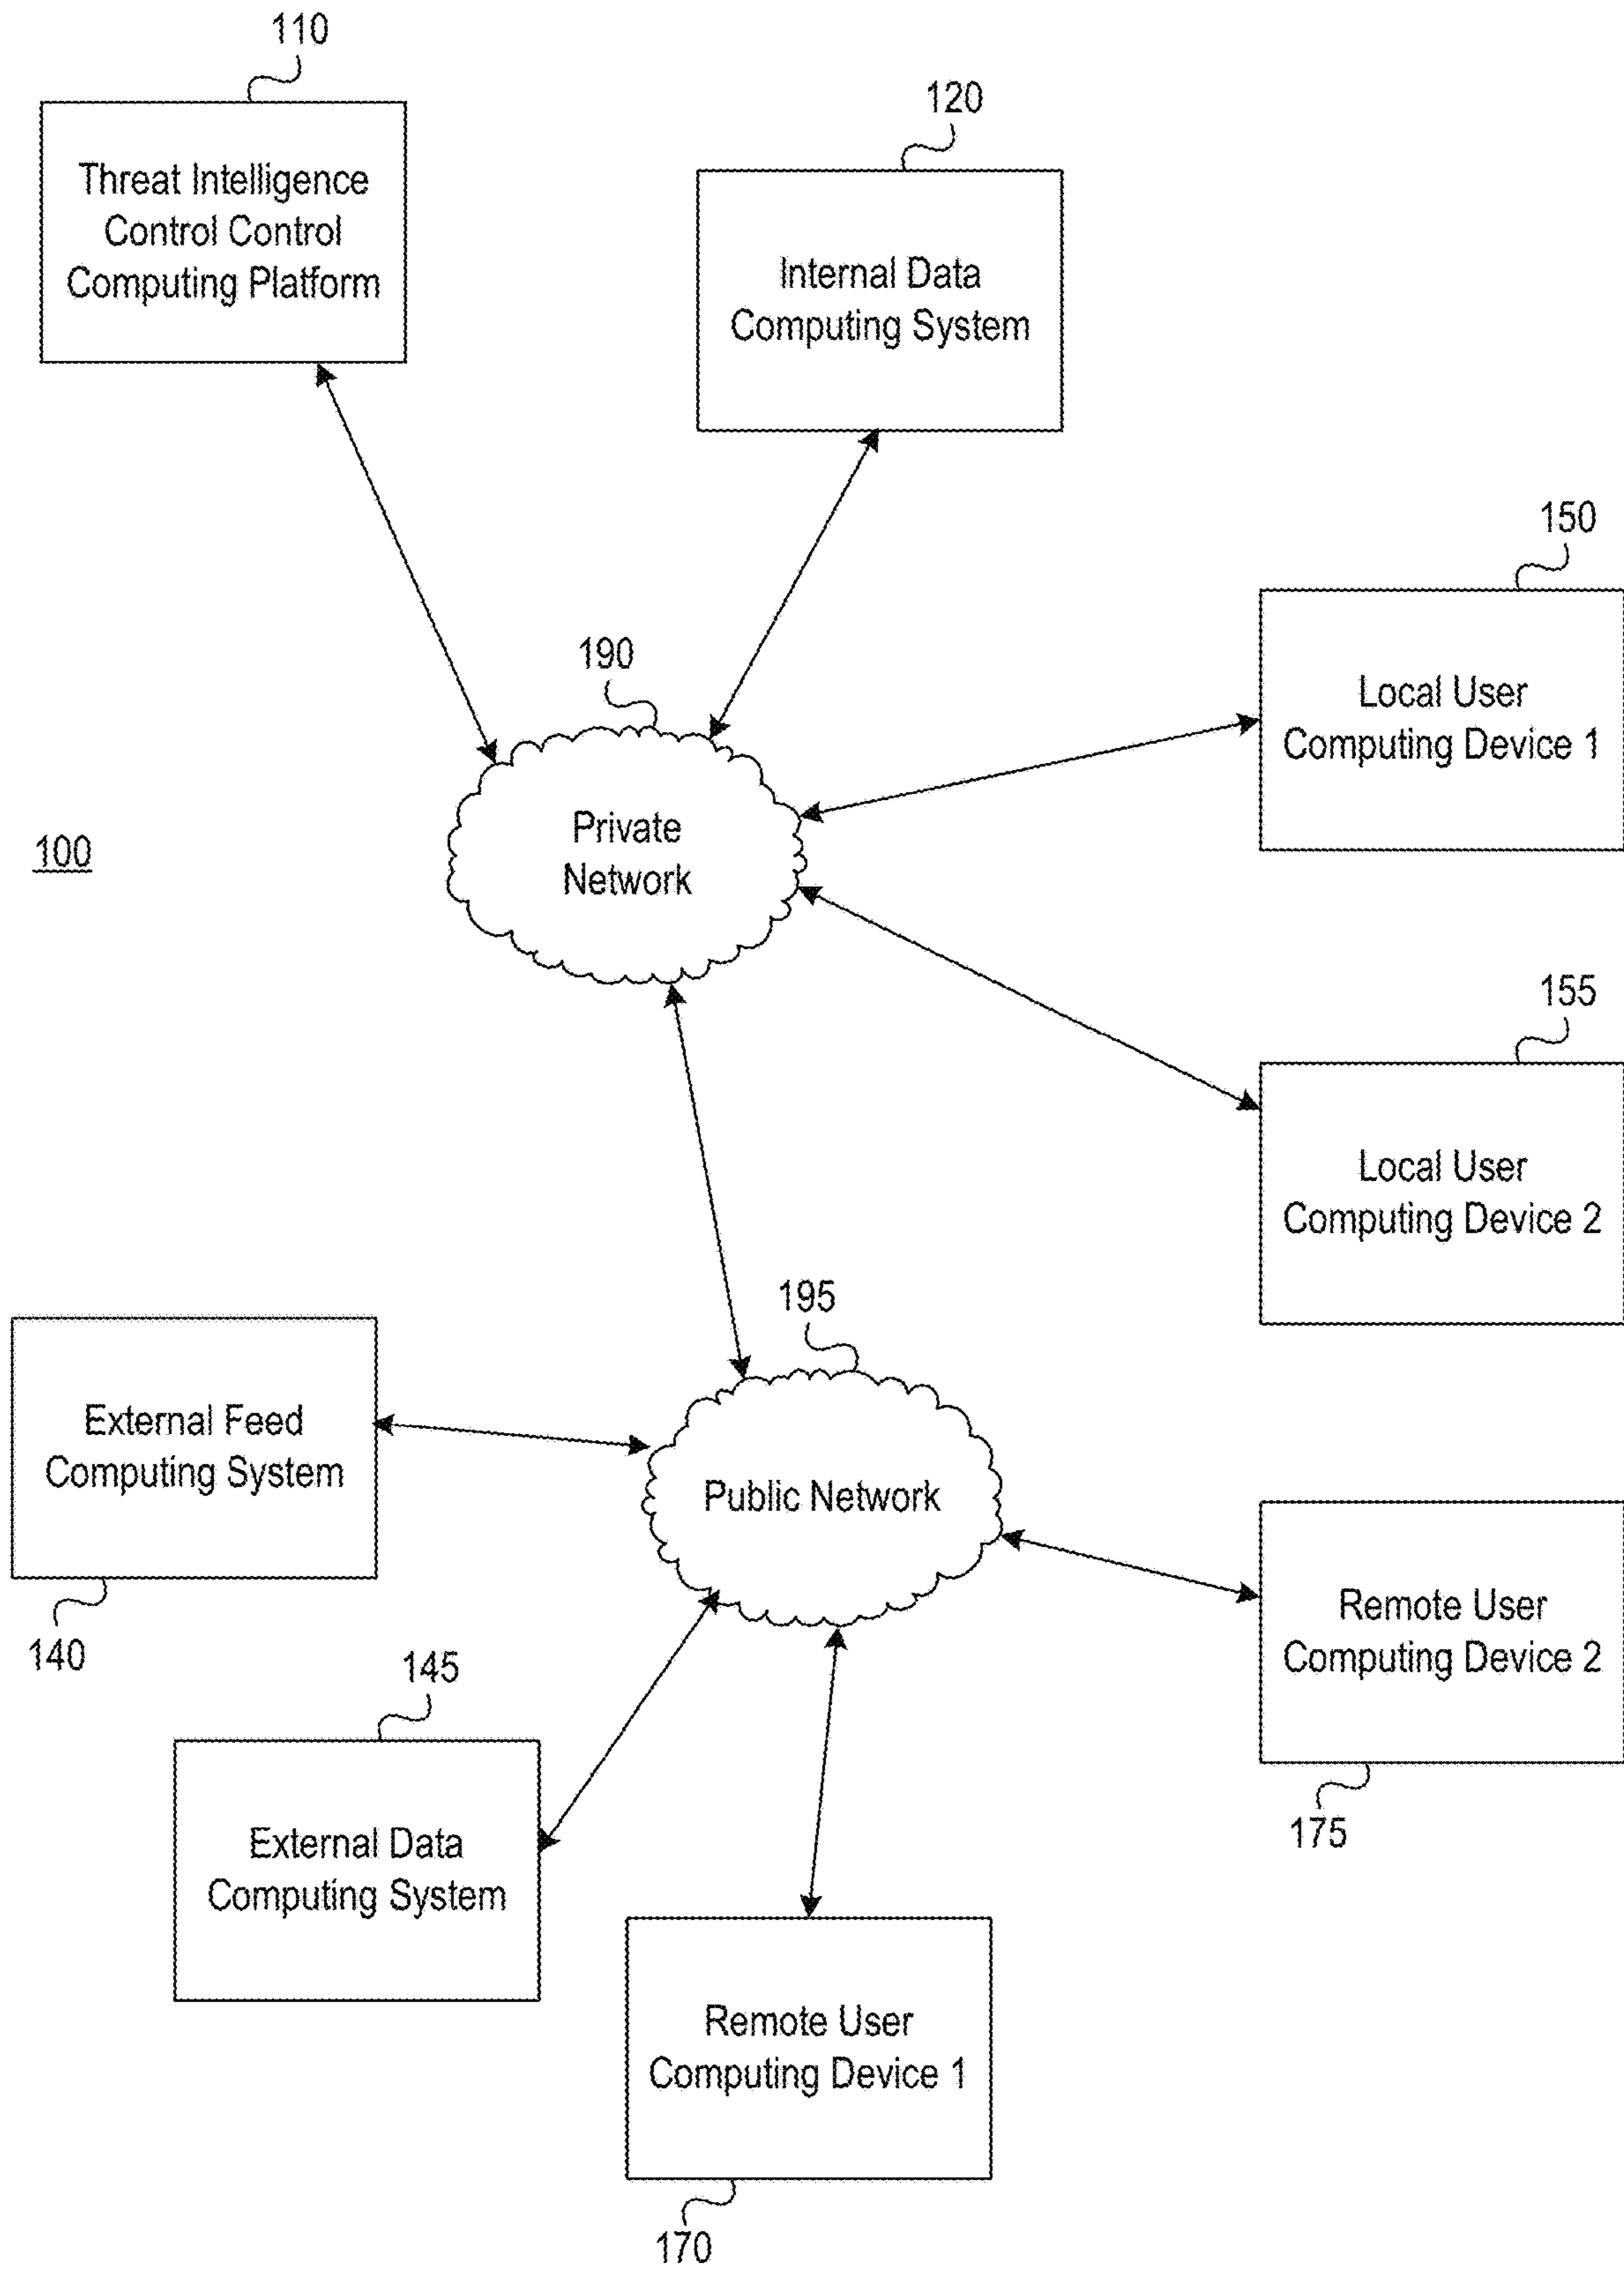 110
Threat Intelligence
Control Control
Computing Platform
120
Internal Data
Computing System
150
Local User
Computing Device 1
190
Private
Network
100
155
Local User
Computing Device 2
195
Public Network
External Feed
Computing System
140
Remote User
Computing Device 2
175
145
External Data
Computing System
Remote User
Computing Device 1
170